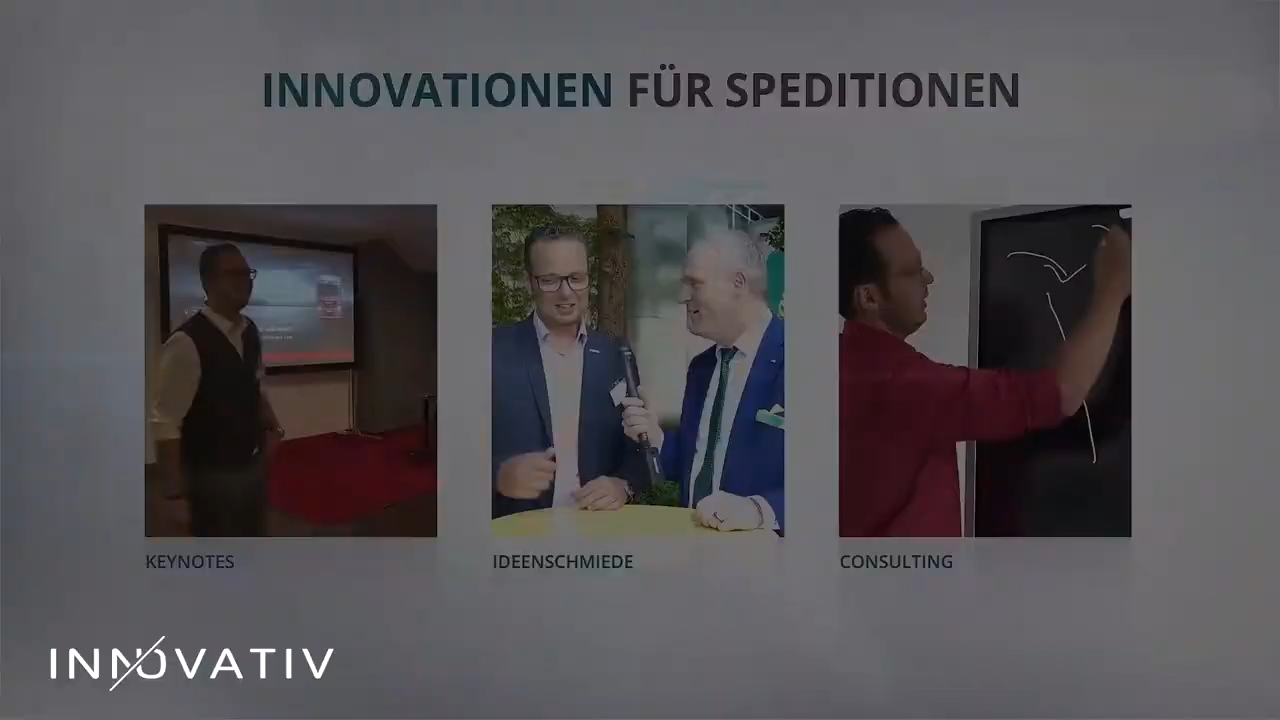 INNOVATIONEN FÜR SPEDITIONEN
KEYNOTES
IDEENSCHMIEDE
CONSULTING
INNOVATIV